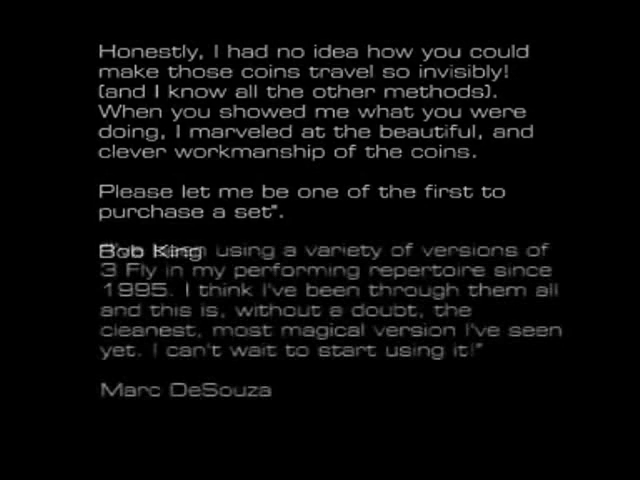 Honestly, I had no idea how you could
make those coins travel so invisibly!
(and I know all the other methods).
When you showed me what you were
doing, I marveled at the beautiful, and
clever workmanship of the coins.
Please let me be one of the first to
purchase a set".
Bob King
using a variety of versions of
3 Fly in my performing repertoire since
1995. I think I've been through them all
and this is, without a doubt, the
cleanest, most magical version I've seen
yet. I can't wait to start using it!"
Marc DeSouza